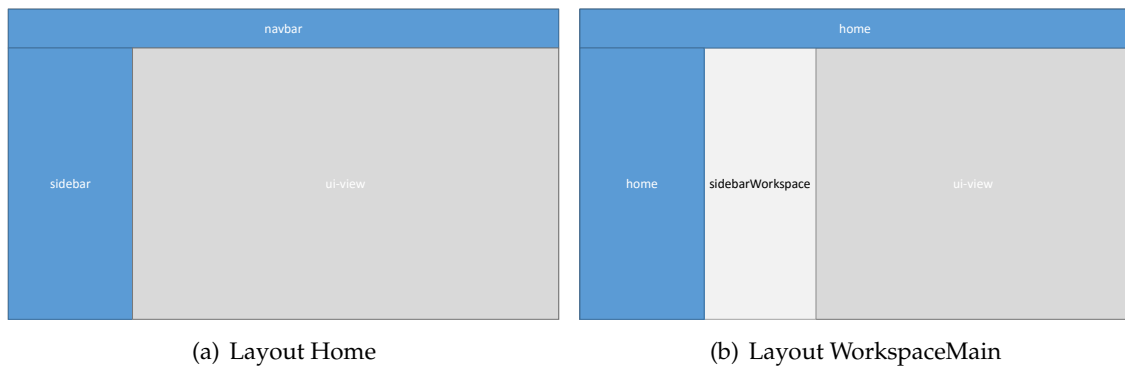 navbar
sidebar
ui-view
(a) Layout Home
home
home
sidebarWorkspace
ui-view
(b) Layout WorkspaceMain